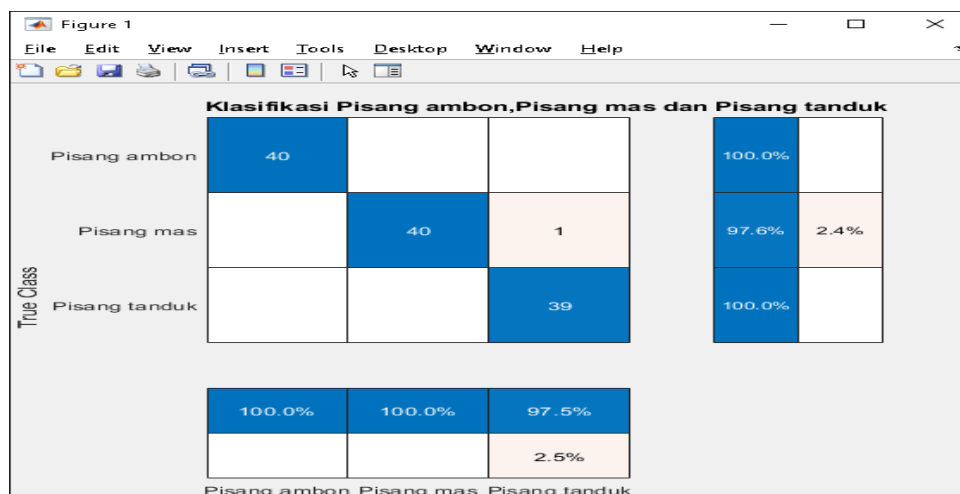 Figure 1
File Edit View Insert Tools Desktop Window Help
Klasifikasi Pisang ambon,Pisang mas dan Pisang tanduk
Pisang ambon 40 100.0%
Pisang mas 40 1 97.6% 2.4%
Pisang tanduk 39 100.0%
True Class
100.0% 100.0% 97.5%
2.5%
Pisang ambon Pisang mas Pisang tanduk